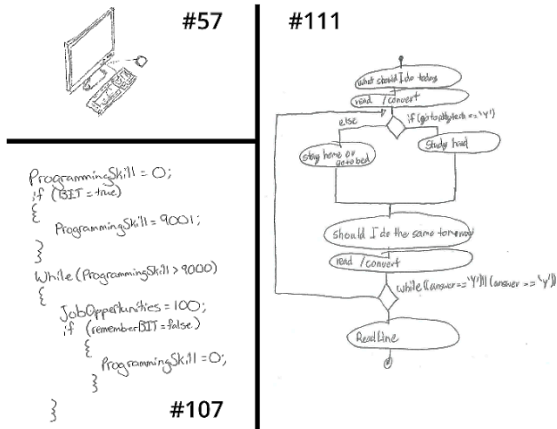 #57
ProgrammingSkill = 0;
if (BIT=true)
{
ProgrammingSkill = 9001;
}
While(ProgrammingSkill>9000)
{
JobOppertunities=100;
if (rememberBIT=false)
{
ProgrammingSkill=0;
}
}
#107
#111
what should I do today
read /convert
else
if (gotopolytech=='Y')
stay home or
go to bed
Study hard
should I do the same tomorrow
read /convert
while ((answer=='Y')||(answer =='y'))
ReadLine